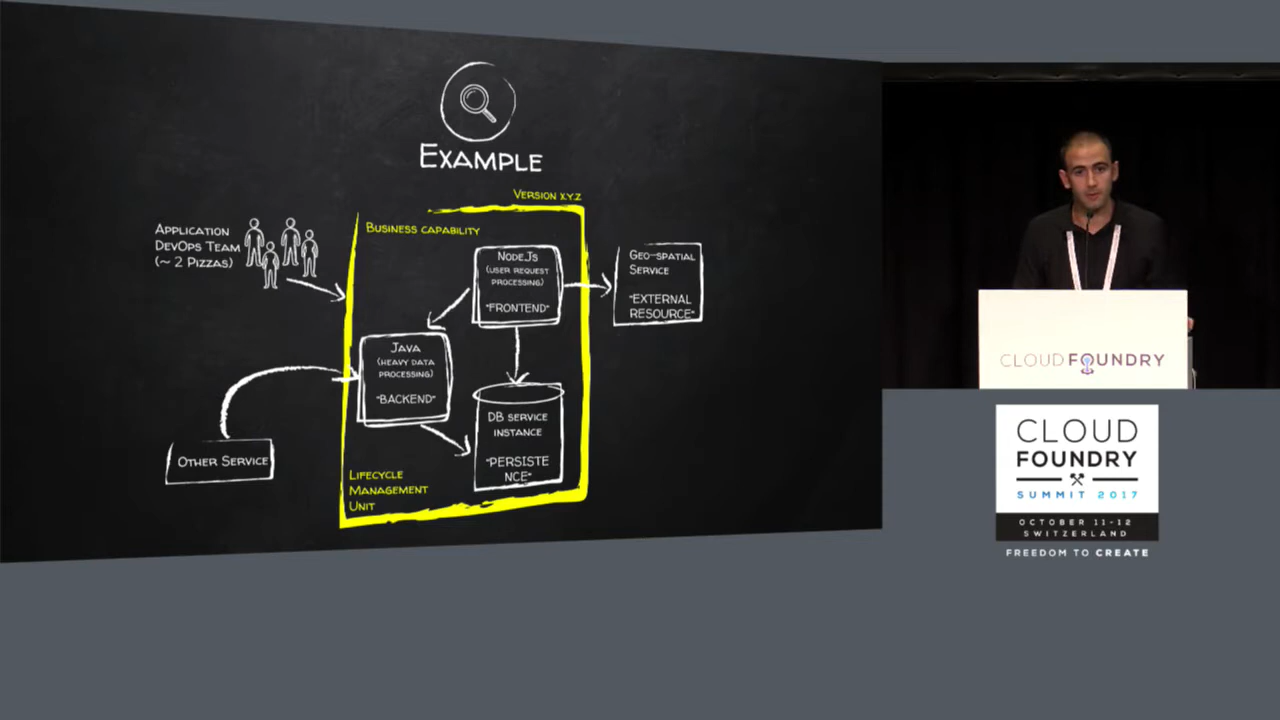 EXAMPLE
VERSION X.Y.Z
BUSINESS CAPABILITY
APPLICATION
DEVOPS TEAM
(~ 2 PIZZAS)
NODEJS
(USER REQUEST
PROCESSING)
"FRONTEND"
GEO-SPATIAL
SERVICE
"EXTERNAL
RESOURCE"
JAVA
(HEAVY DATA
PROCESSING)
"BACKEND"
DB SERVICE
INSTANCE
"PERSISTE
NCE"
OTHER SERVICE
LIFECYCLE
MANAGEMENT
UNIT
CLOUD FOUNDRY
CLOUD
FOUNDRY
SUMMIT 2017
OCTOBER 11-12
SWITZERLAND
FREEDOM TO CREATE